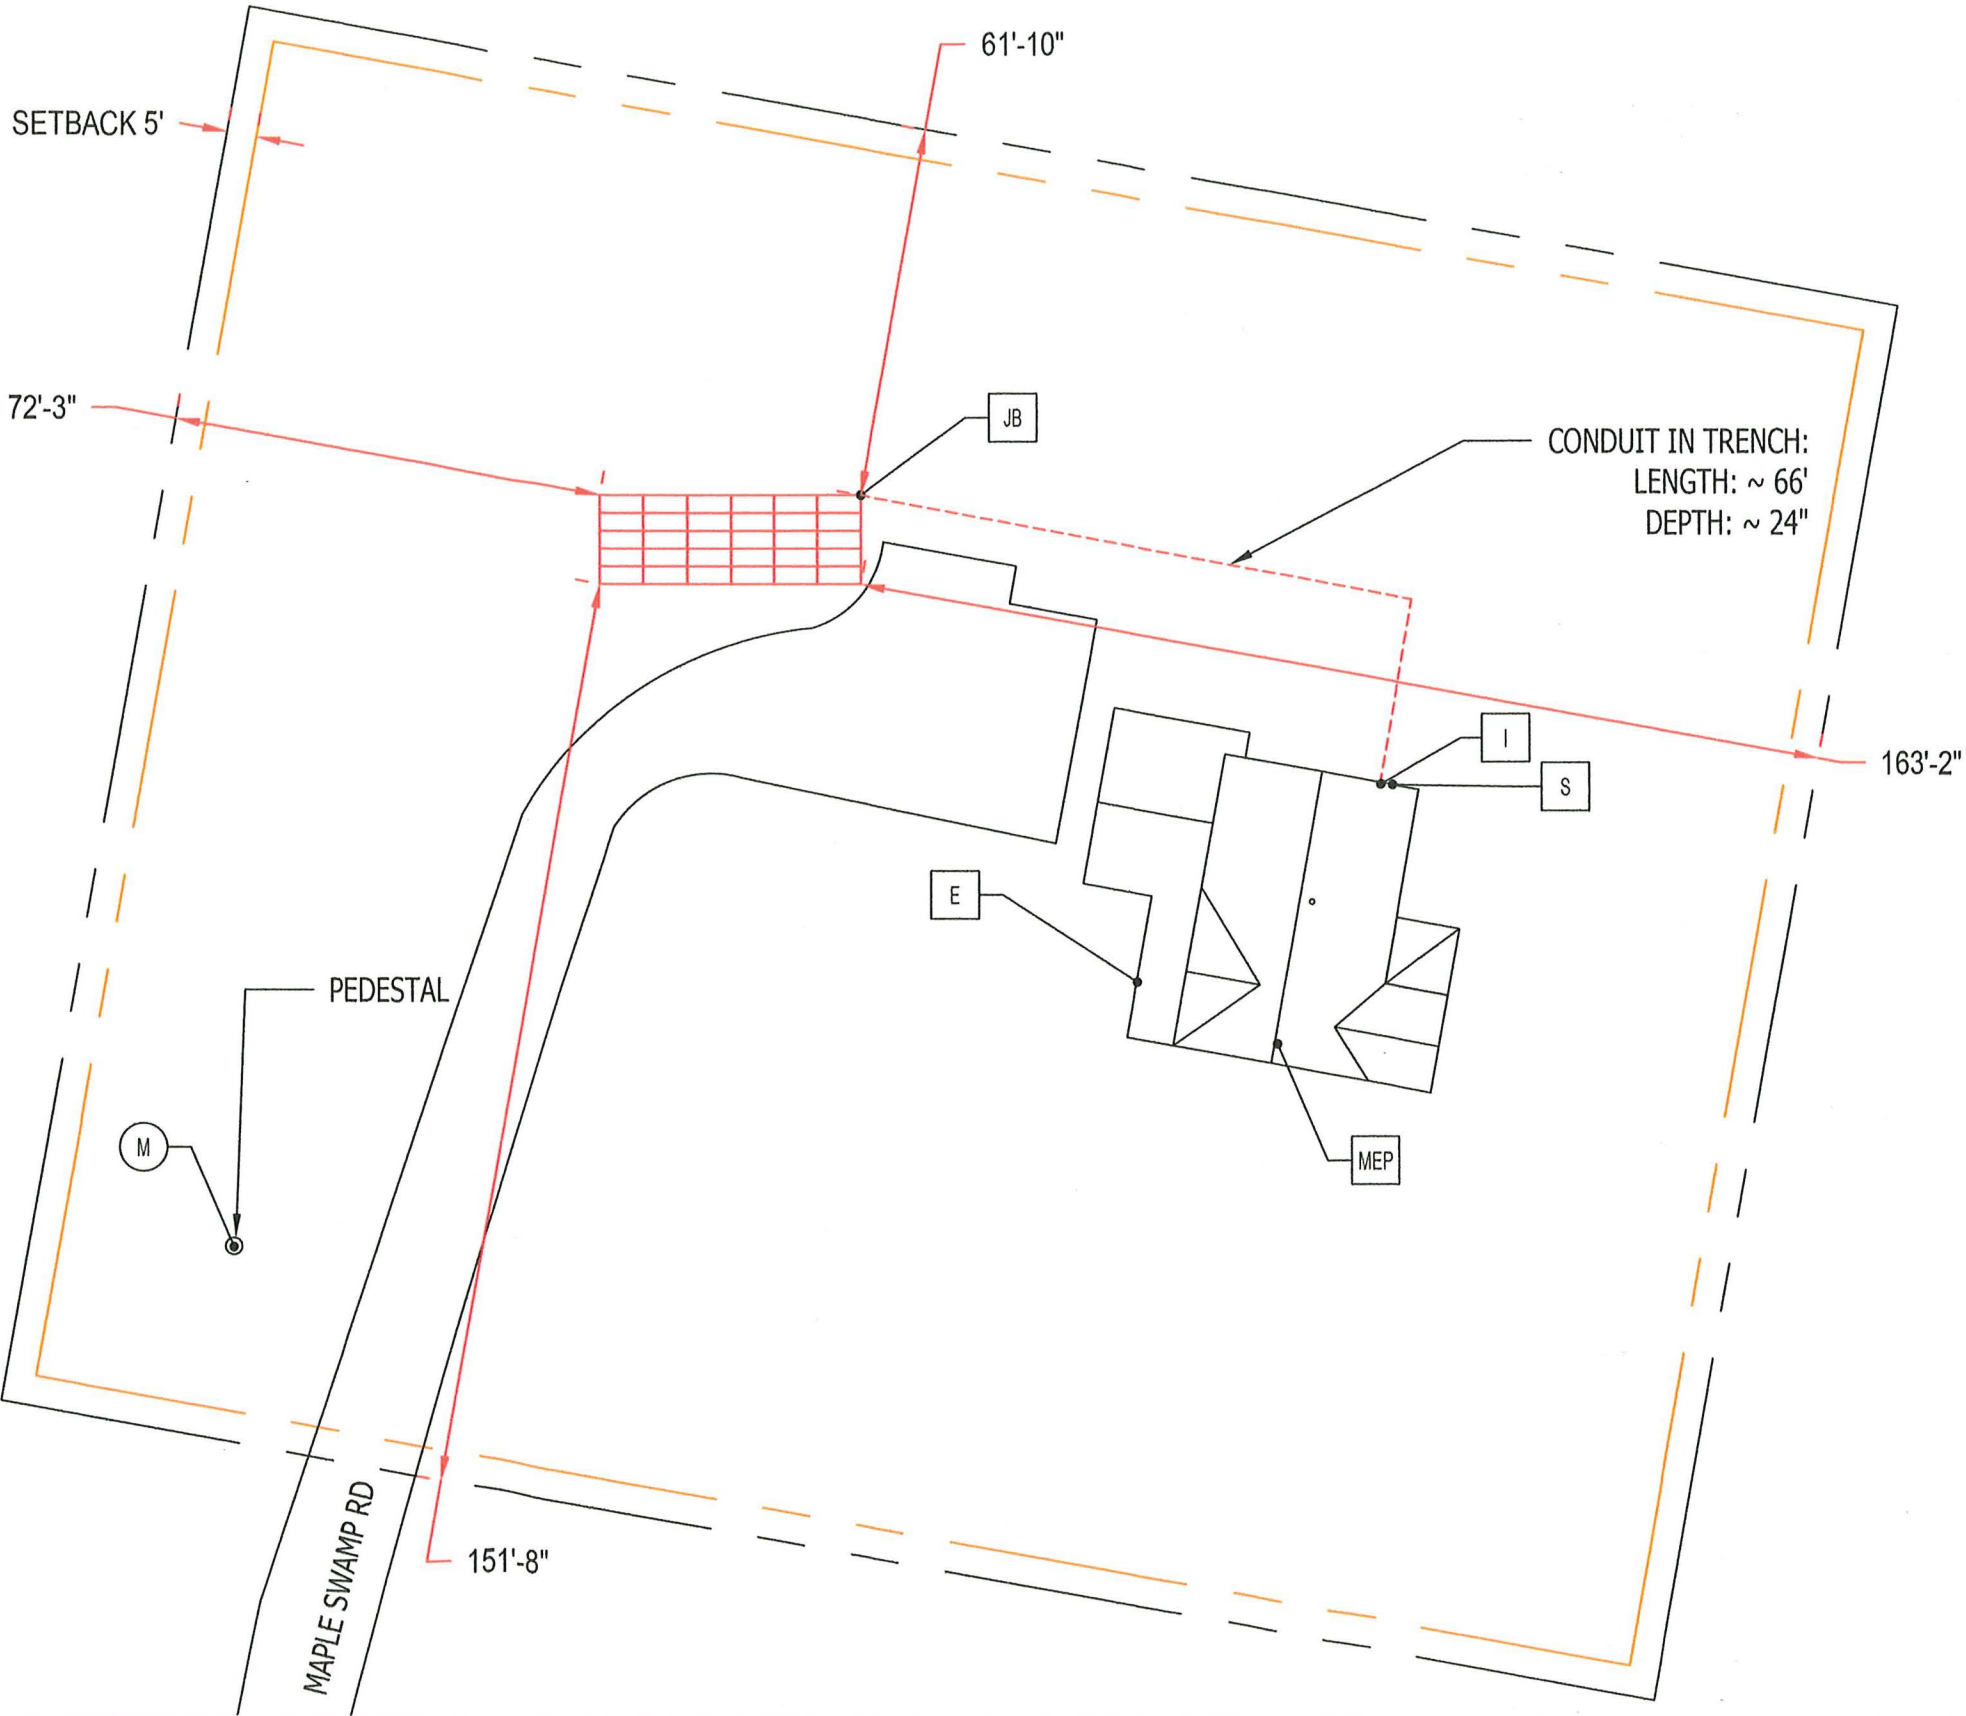 61'-10"
SETBACK 5'
72'-3"
JB
CONDUIT IN TRENCH:
LENGTH: ~ 66'
DEPTH: ~ 24"
I
163'-2"
S
E
PEDESTAL
M
MEP
MAPLE SWAMP RD
151'-8"